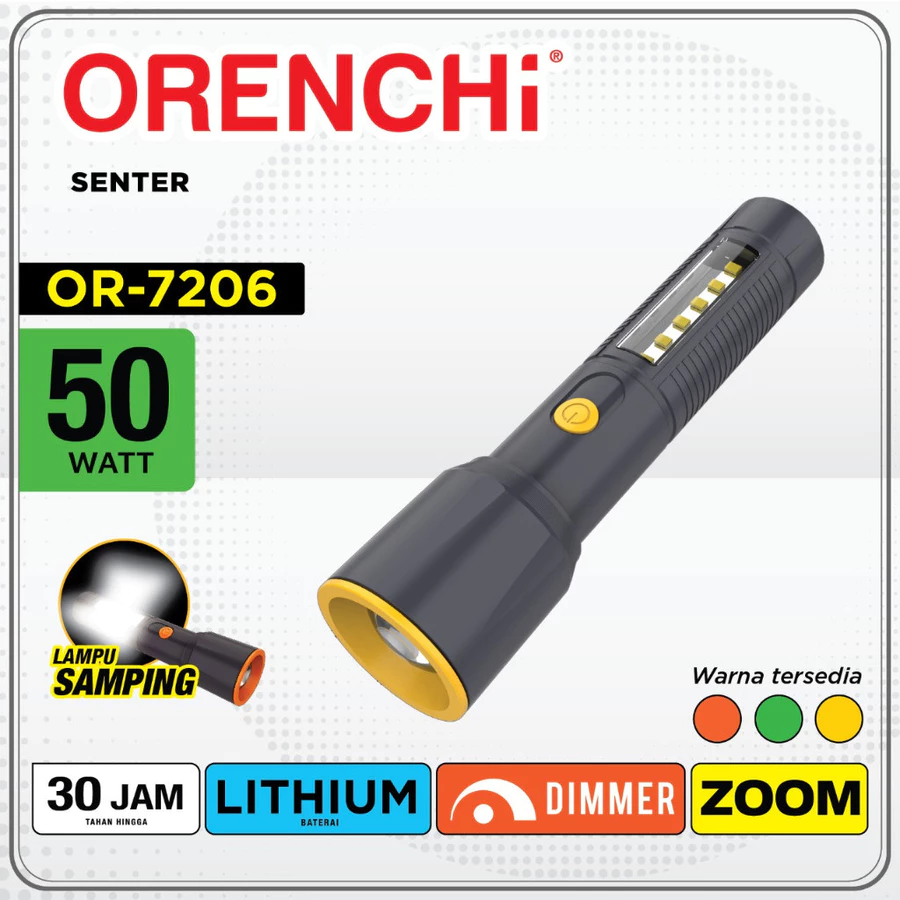 ORENCHi®
SENTER
OR-7206
50
WATT
LAMPU
SAMPING
Warna tersedia
30 JAM
TAHAN HINGGA
LITHIUM
BATERAI
DIMMER
ZOOM